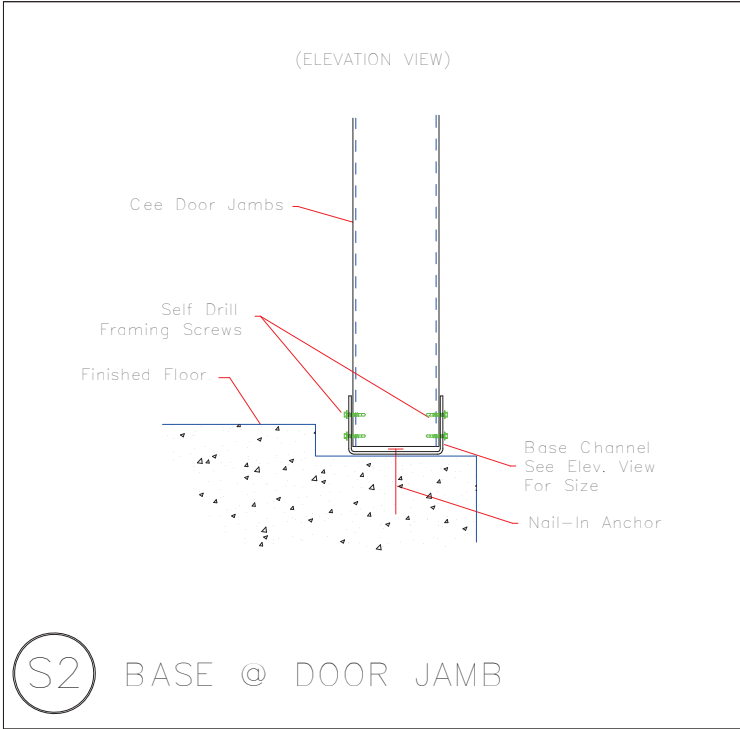 (ELEVATION VIEW)
Cee Door Jambs
Self Drill
Framing Screws
Finished Floor
Base Channel
See Elev. View
For Size
Nail-In Anchor
S2 BASE @ DOOR JAMB